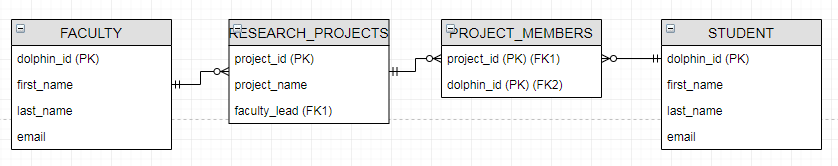 FACULTY
dolphin_id (PK)
first_name
last_name
email
RESEARCH_PROJECTS
project_id (PK)
project_name
faculty_lead (FK1)
PROJECT_MEMBERS
project_id (PK) (FK1)
dolphin_id (PK) (FK2)
STUDENT
dolphin_id (PK)
first_name
last_name
email